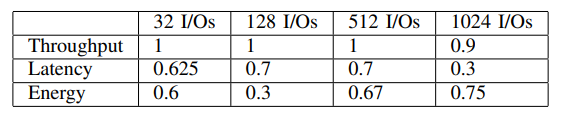 32 I/Os 128 I/Os 512 I/Os 1024 I/Os
Throughput 1 1 1 0.9
Latency 0.625 0.7 0.7 0.3
Energy 0.6 0.3 0.67 0.75